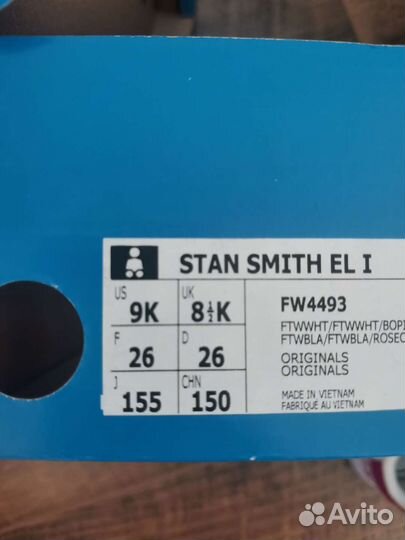 STAN SMITH EL I
US 9K UK 8½K
F 26 D 26
J 155 CHN 150
FW4493
FTWWHT/FTWWHT/BOPI
FTWBLA/FTWBLA/ROSEC
ORIGINALS
ORIGINALS
MADE IN VIETNAM
FABRIQUE AU VIETNAM
Avito